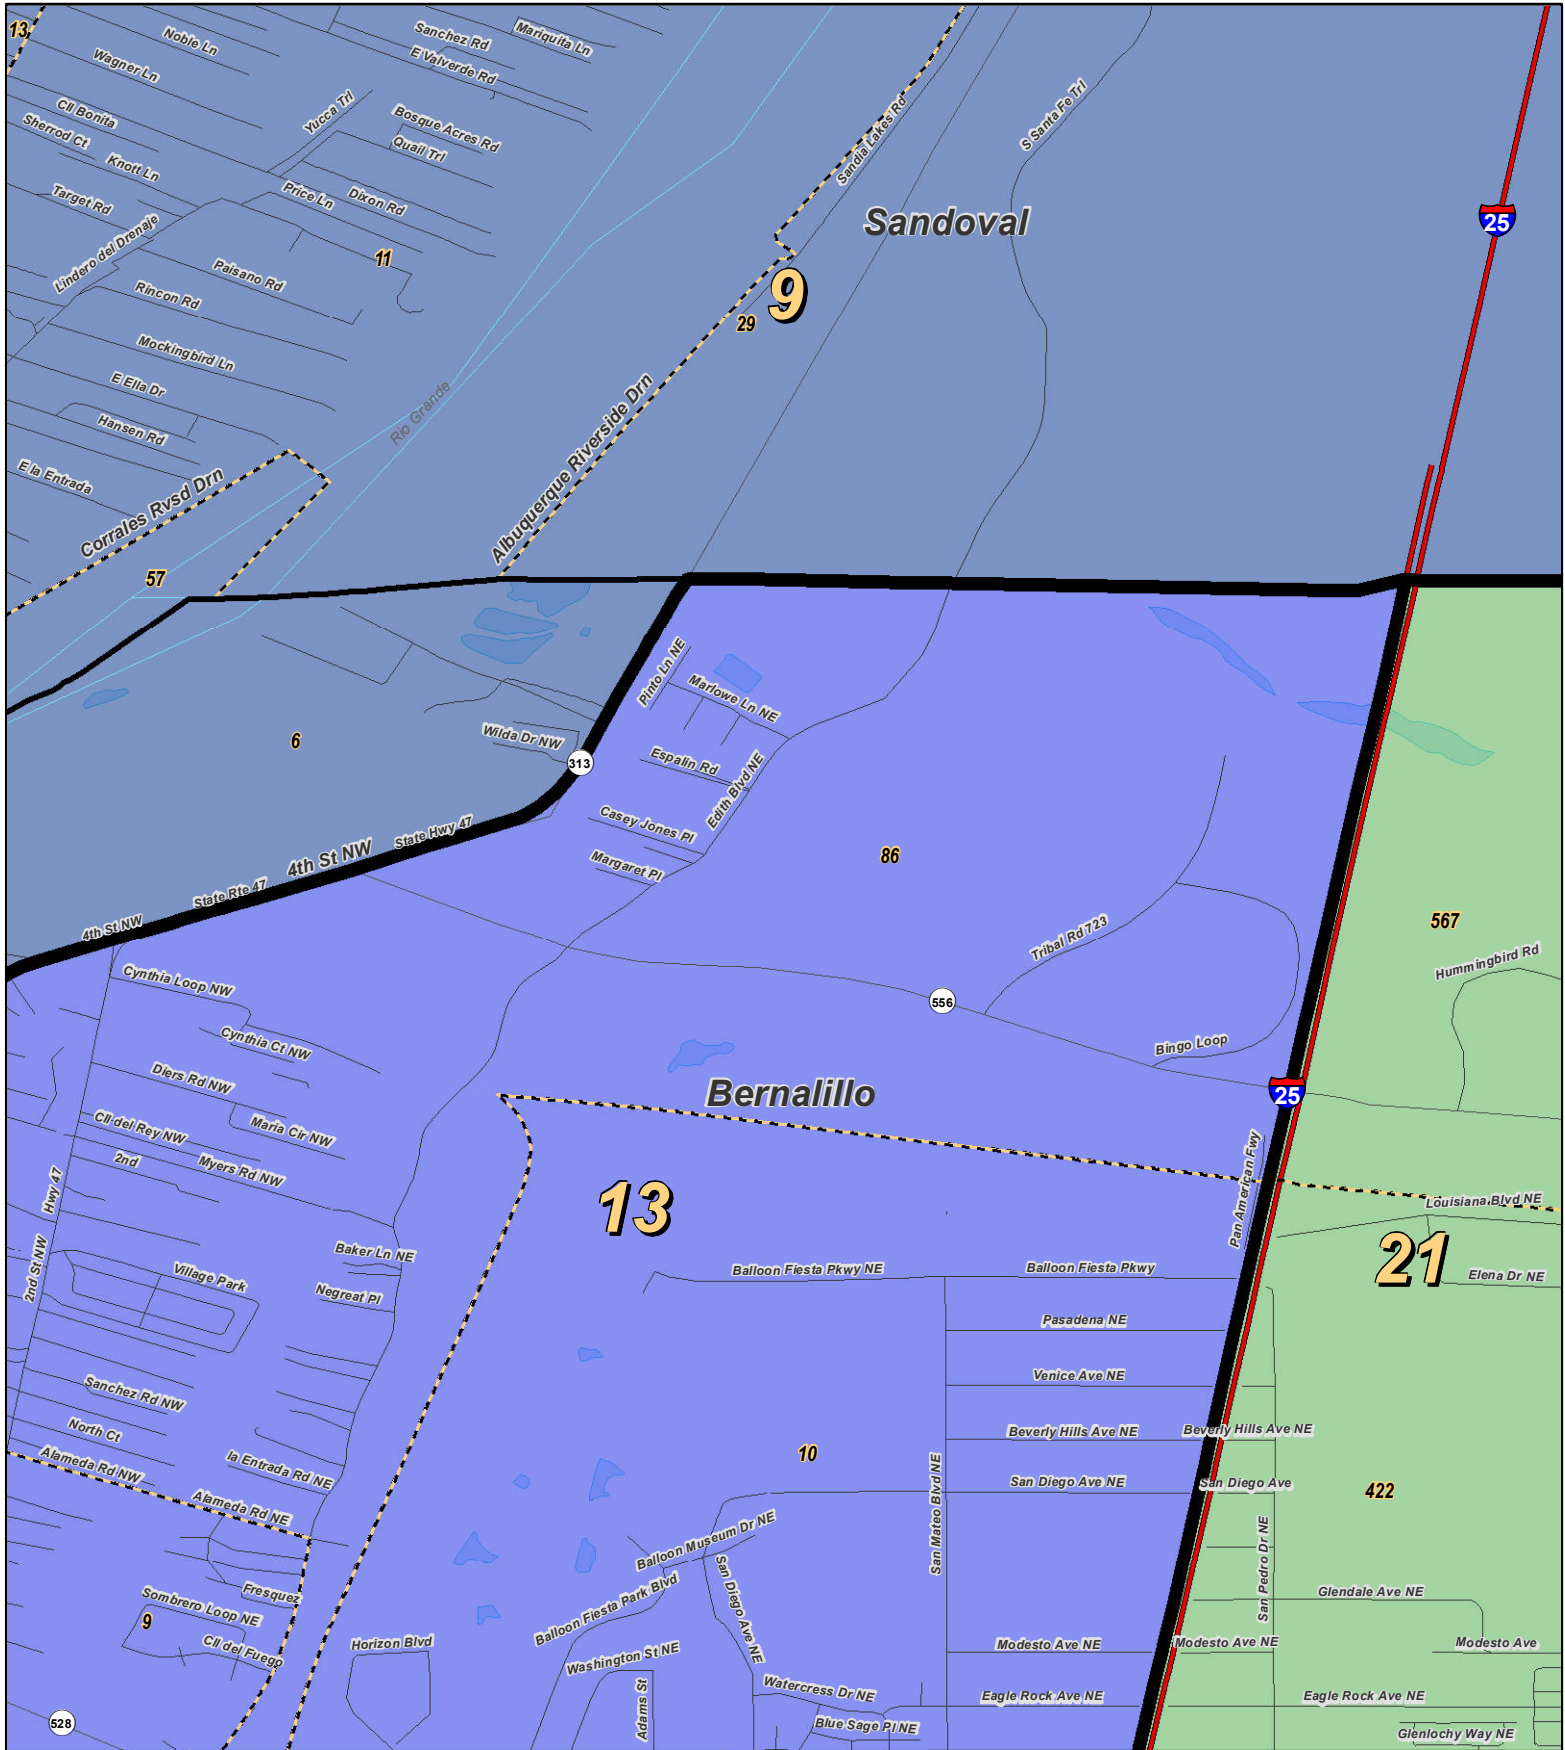 13
Noble Ln
Sanchez Rd
Mariquita Ln
Wagner Ln
E Valverde Rd
Cll Bonita
Yucca Trl
Bosque Acres Rd
Sherrod Ct
Quail Trl
Knott Ln
Sandia Lakes Rd
S Santa Fe Trl
Target Rd
Price Ln
Dixon Rd
Sandoval
25
Lindero del Drenaje
11
Paisano Rd
Rincon Rd
9
29
Mockingbird Ln
E Ella Dr
Rio Grande
Hansen Rd
Albuquerque Riverside Drn
E la Entrada
Corrales Rvsd Drn
57
Pinto Ln NE
Marlowe Ln NE
6
Wilda Dr NW
313
Espalin Rd
Edith Blvd NE
Casey Jones Pl
State Hwy 47
4th St NW
Margaret Pl
86
State Rte 47
4th St NW
567
Tribal Rd 723
Hummingbird Rd
Cynthia Loop NW
556
Cynthia Ct NW
Bingo Loop
Diers Rd NW
Bernalillo
25
Cll del Rey NW
Maria Cir NW
2nd
Myers Rd NW
Hwy 47
Pan American Fwy
13
Louisiana Blvd NE
2nd St NW
Baker Ln NE
21
Village Park
Balloon Fiesta Pkwy NE
Balloon Fiesta Pkwy
Elena Dr NE
Negreat Pl
Pasadena NE
Venice Ave NE
Sanchez Rd NW
North Ct
Beverly Hills Ave NE
Beverly Hills Ave NE
Alameda Rd NW
la Entrada Rd NE
10
San Mateo Blvd NE
San Diego Ave NE
San Diego Ave
422
Alameda Rd NE
Balloon Museum Dr NE
San Pedro Dr NE
Balloon Fiesta Park Blvd
San Diego Ave NE
Fresquez
Glendale Ave NE
Sombrero Loop NE
9
Cll del Fuego
Horizon Blvd
Washington St NE
Modesto Ave NE
Modesto Ave NE
Modesto Ave
Adams St
Watercress Dr NE
Eagle Rock Ave NE
Eagle Rock Ave NE
528
Blue Sage Pl NE
Glenlochy Way NE